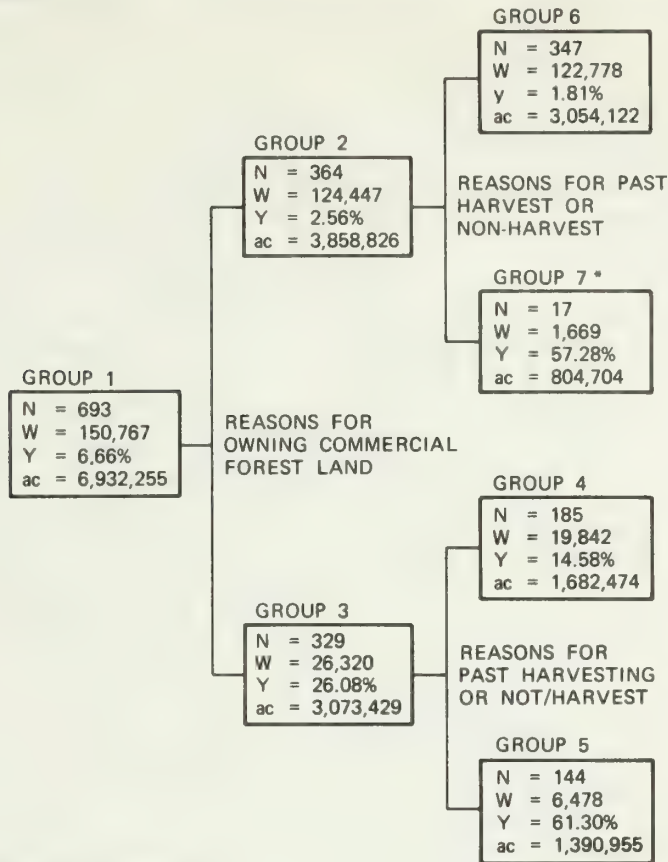 GROUP 6
N = 347
W = 122,778
y = 1.81%
ac = 3,054,122
GROUP 2
N = 364
W = 124,447
Y = 2.56%
ac = 3,858,826
REASONS FOR PAST
HARVEST OR
NON-HARVEST
GROUP 7 *
N = 17
W = 1,669
Y = 57.28%
ac = 804,704
GROUP 1
N = 693
W = 150,767
Y = 6.66%
ac = 6,932,255
REASONS FOR
OWNING COMMERCIAL
FOREST LAND
GROUP 4
N = 185
W = 19,842
Y = 14.58%
ac = 1,682,474
GROUP 3
N = 329
W = 26,320
Y = 26.08%
ac = 3,073,429
REASONS FOR
PAST HARVESTING
OR NOT/HARVEST
GROUP 5
N = 144
W = 6,478
Y = 61.30%
ac = 1,390,955